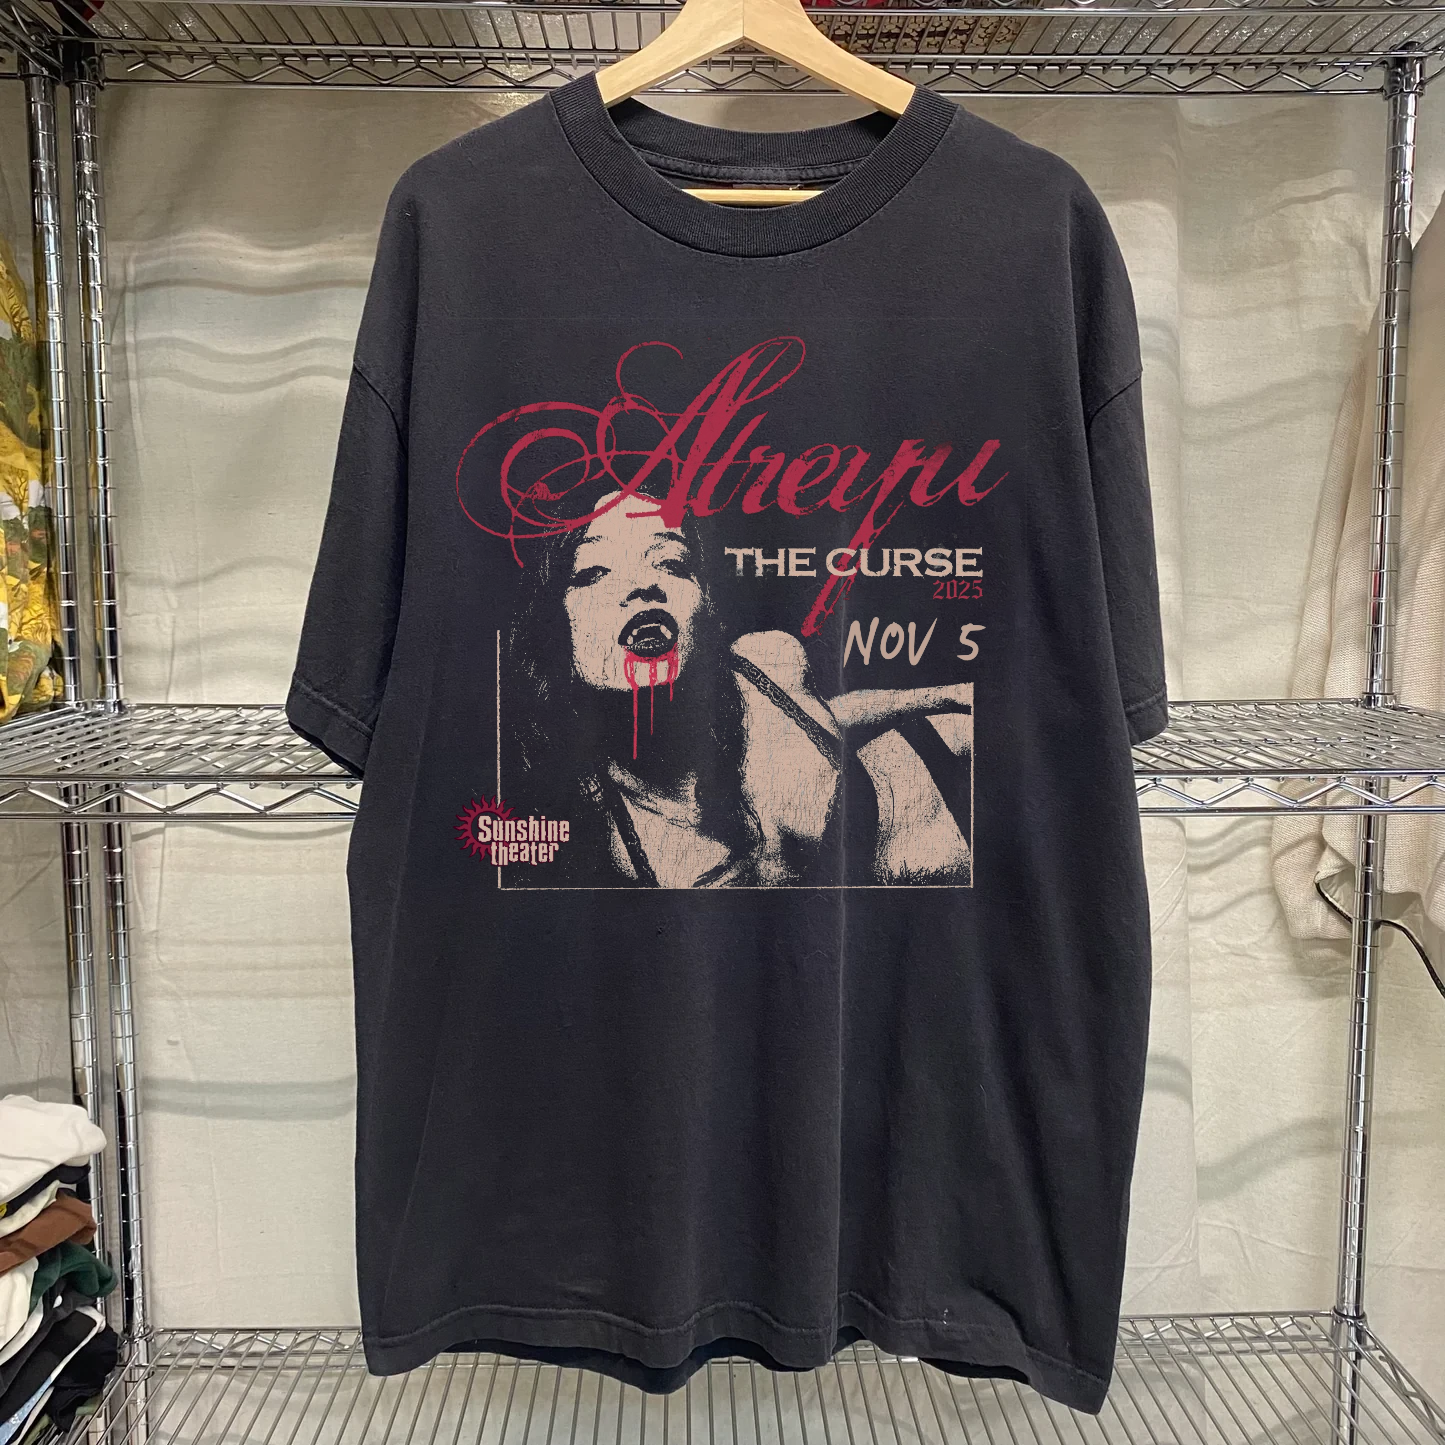 Atreyu
THE CURSE
2025
NOV 5
Sunshine
theater